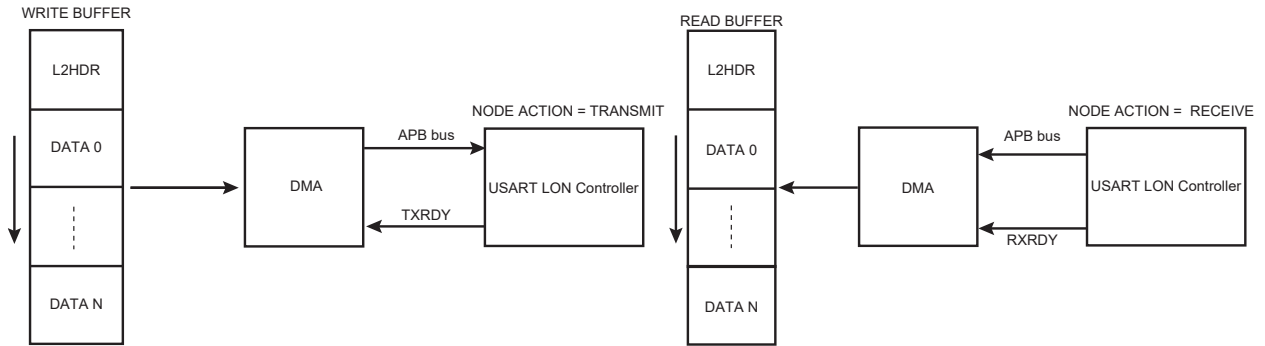 WRITE BUFFER
L2HDR
DATA 0
DATA N
DMA
APB bus
TXRDY
NODE ACTION = TRANSMIT
USART LON Controller
READ BUFFER
L2HDR
DATA 0
DATA N
DMA
APB bus
RXRDY
NODE ACTION = RECEIVE
USART LON Controller